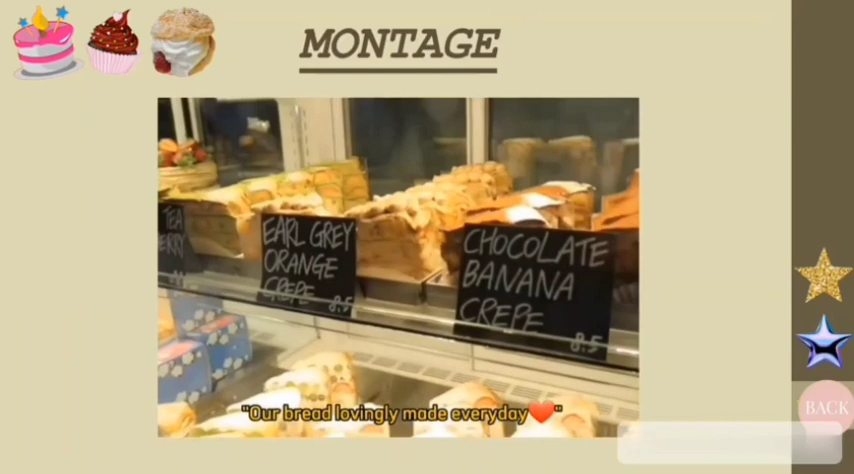 MONTAGE
TEA
EARL GREY
ORANGE
CREPE
8.5
CHOCOLATE
BANANA
CREPE
8.5
"Our bread lovingly made everyday❤️"
BACK